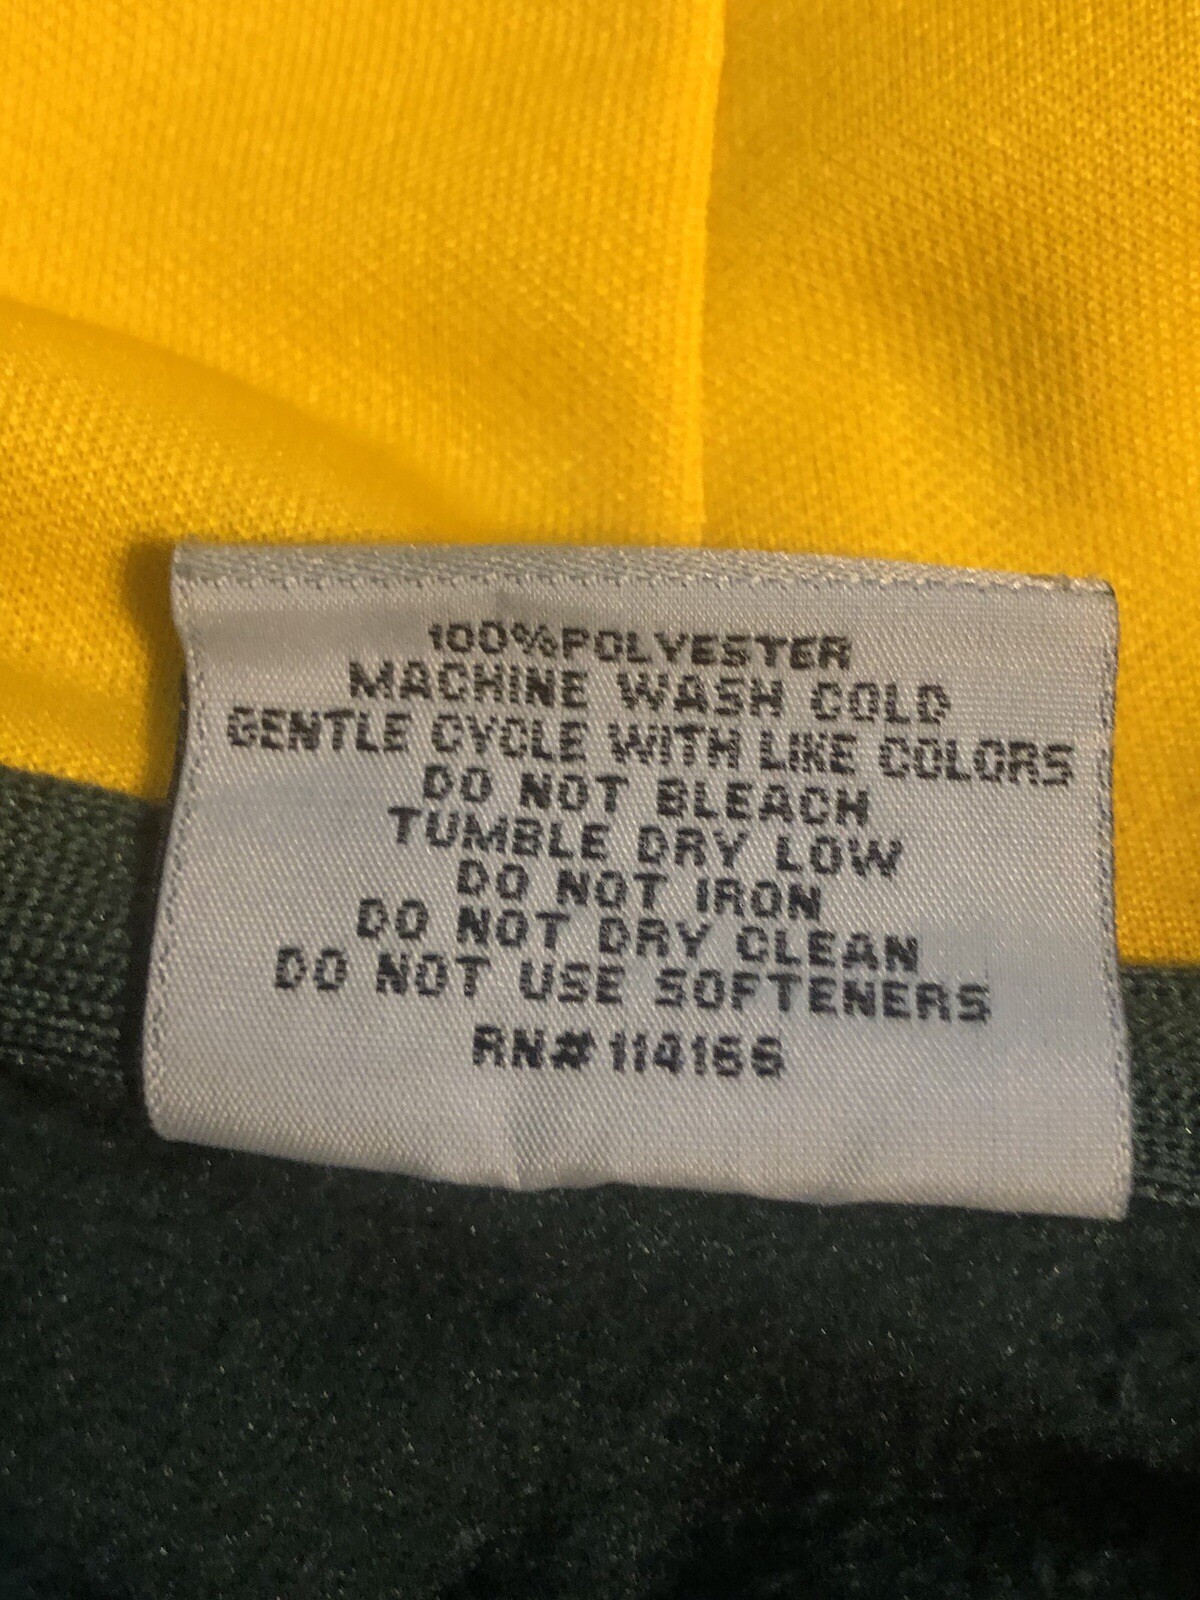 100%POLYESTER
MACHINE WASH COLD
GENTLE CYCLE WITH LIKE COLORS
DO NOT BLEACH
TUMBLE DRY LOW
DO NOT IRON
DO NOT DRY CLEAN
DO NOT USE SOFTENERS
RN#114166